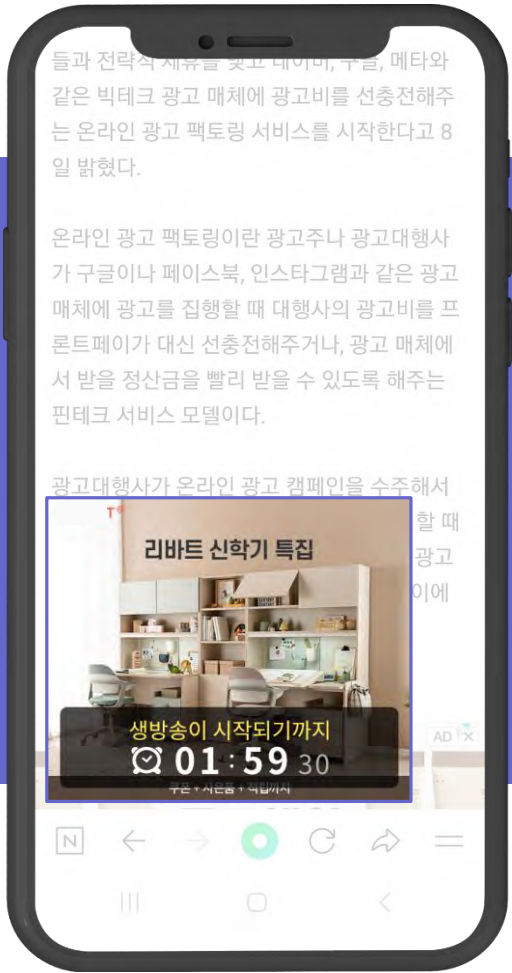 들과 전략적 제휴를 맺고 네이버, 구글, 메타와
같은 빅테크 광고 매체에 광고비를 선충전해주
는 온라인 광고 팩토링 서비스를 시작한다고 8
일 밝혔다.
온라인 광고 팩토링이란 광고주나 광고대행사
가 구글이나 페이스북, 인스타그램과 같은 광고
매체에 광고를 집행할 때 대행사의 광고비를 프
론트페이가 대신 선충전해주거나, 광고 매체에
서 받을 정산금을 빨리 받을 수 있도록 해주는
핀테크 서비스 모델이다.
광고대행사가 온라인 광고 캠페인을 수주해서
할 때
광고
이에
리바트 신학기 특집
생방송이 시작되기까지
01:59 30
쿠폰 + 사은품 + 적립까지
AD
N